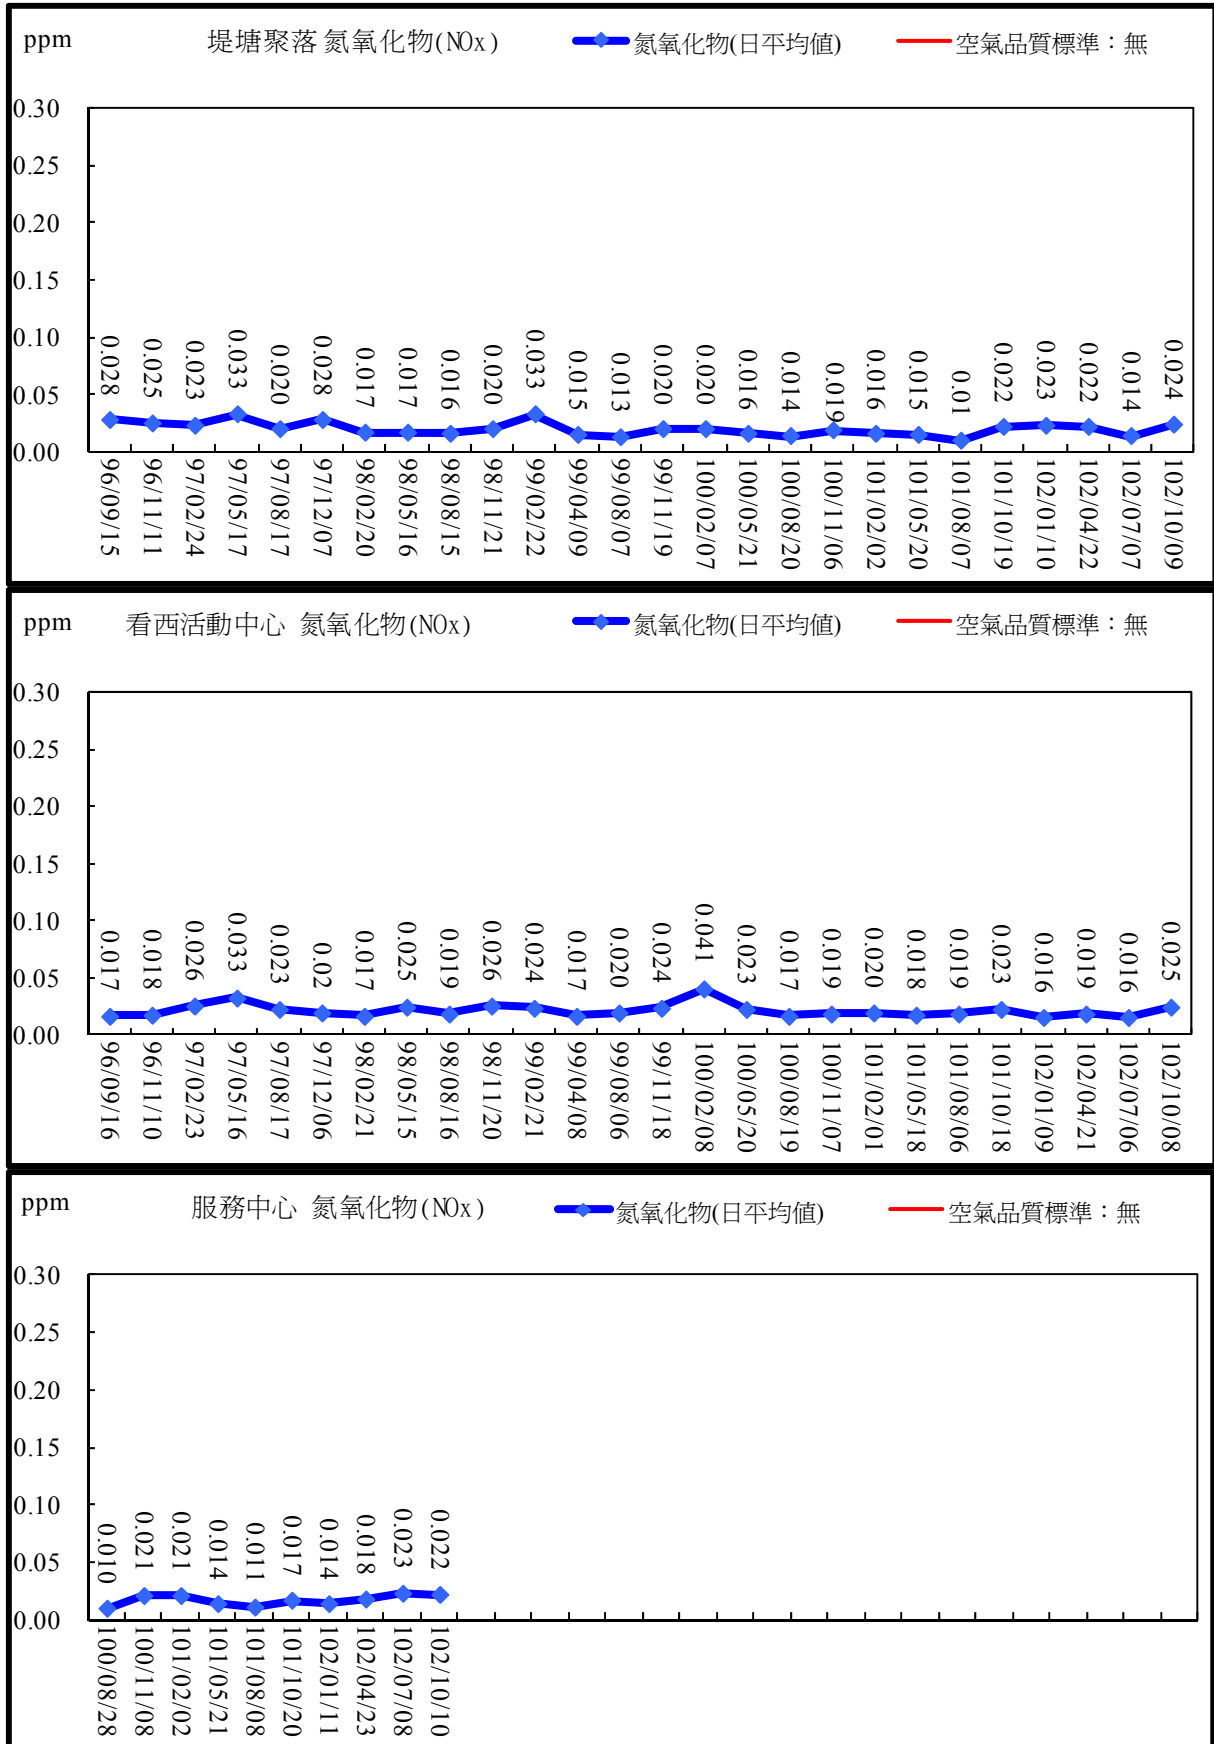 ppm 堤塘聚落 氮氧化物(NOx) 氮氧化物(日平均值) 空氣品質標準：無
0.30
0.25
0.20
0.15
0.10
0.05
0.00
0.028 0.025 0.023 0.033 0.020 0.028 0.017 0.017 0.016 0.020 0.033 0.015 0.013 0.020 0.020 0.016 0.014 0.019 0.016 0.015 0.01 0.022 0.023 0.022 0.014 0.024
96/09/15 96/11/11 97/02/24 97/05/17 97/08/17 97/12/07 98/02/20 98/05/16 98/08/15 98/11/21 99/02/22 99/04/09 99/08/07 99/11/19 100/02/07 100/05/21 100/08/20 100/11/06 101/02/02 101/05/20 101/08/07 101/10/19 102/01/10 102/04/22 102/07/07 102/10/09
ppm 看西活動中心 氮氧化物(NOx) 氮氧化物(日平均值) 空氣品質標準：無
0.30
0.25
0.20
0.15
0.10
0.05
0.00
0.017 0.018 0.026 0.033 0.023 0.02 0.017 0.025 0.019 0.026 0.024 0.017 0.020 0.024 0.041 0.023 0.017 0.019 0.020 0.018 0.019 0.023 0.016 0.019 0.016 0.025
96/09/16 96/11/10 97/02/23 97/05/16 97/08/17 97/12/06 98/02/21 98/05/15 98/08/16 98/11/20 99/02/21 99/04/08 99/08/06 99/11/18 100/02/08 100/05/20 100/08/19 100/11/07 101/02/01 101/05/18 101/08/06 101/10/18 102/01/09 102/04/21 102/07/06 102/10/08
ppm 服務中心 氮氧化物(NOx) 氮氧化物(日平均值) 空氣品質標準：無
0.30
0.25
0.20
0.15
0.10
0.05
0.00
0.010 0.021 0.021 0.014 0.011 0.017 0.014 0.018 0.023 0.022
100/08/28 100/11/08 101/02/02 101/05/21 101/08/08 101/10/20 102/01/11 102/04/23 102/07/08 102/10/10